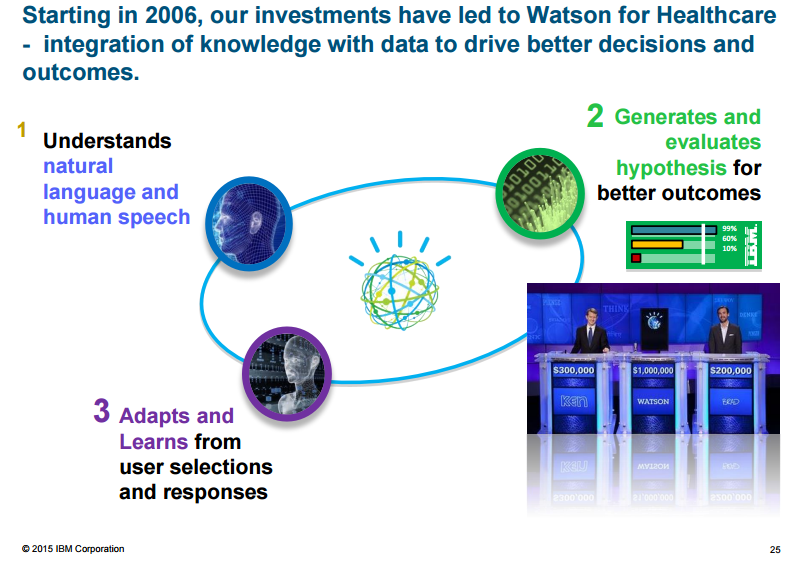 Starting in 2006, our investments have led to Watson for Healthcare
- integration of knowledge with data to drive better decisions and
outcomes.
1
Understands
natural
language and
human speech
2 Generates and
evaluates
hypothesis for
better outcomes
99%
60%
10%
IBM
THINK
$300,000
$1,000,000
$200,000
Ken
WATSON
BRAD
3 Adapts and
Learns from
user selections
and responses
© 2015 IBM Corporation
25